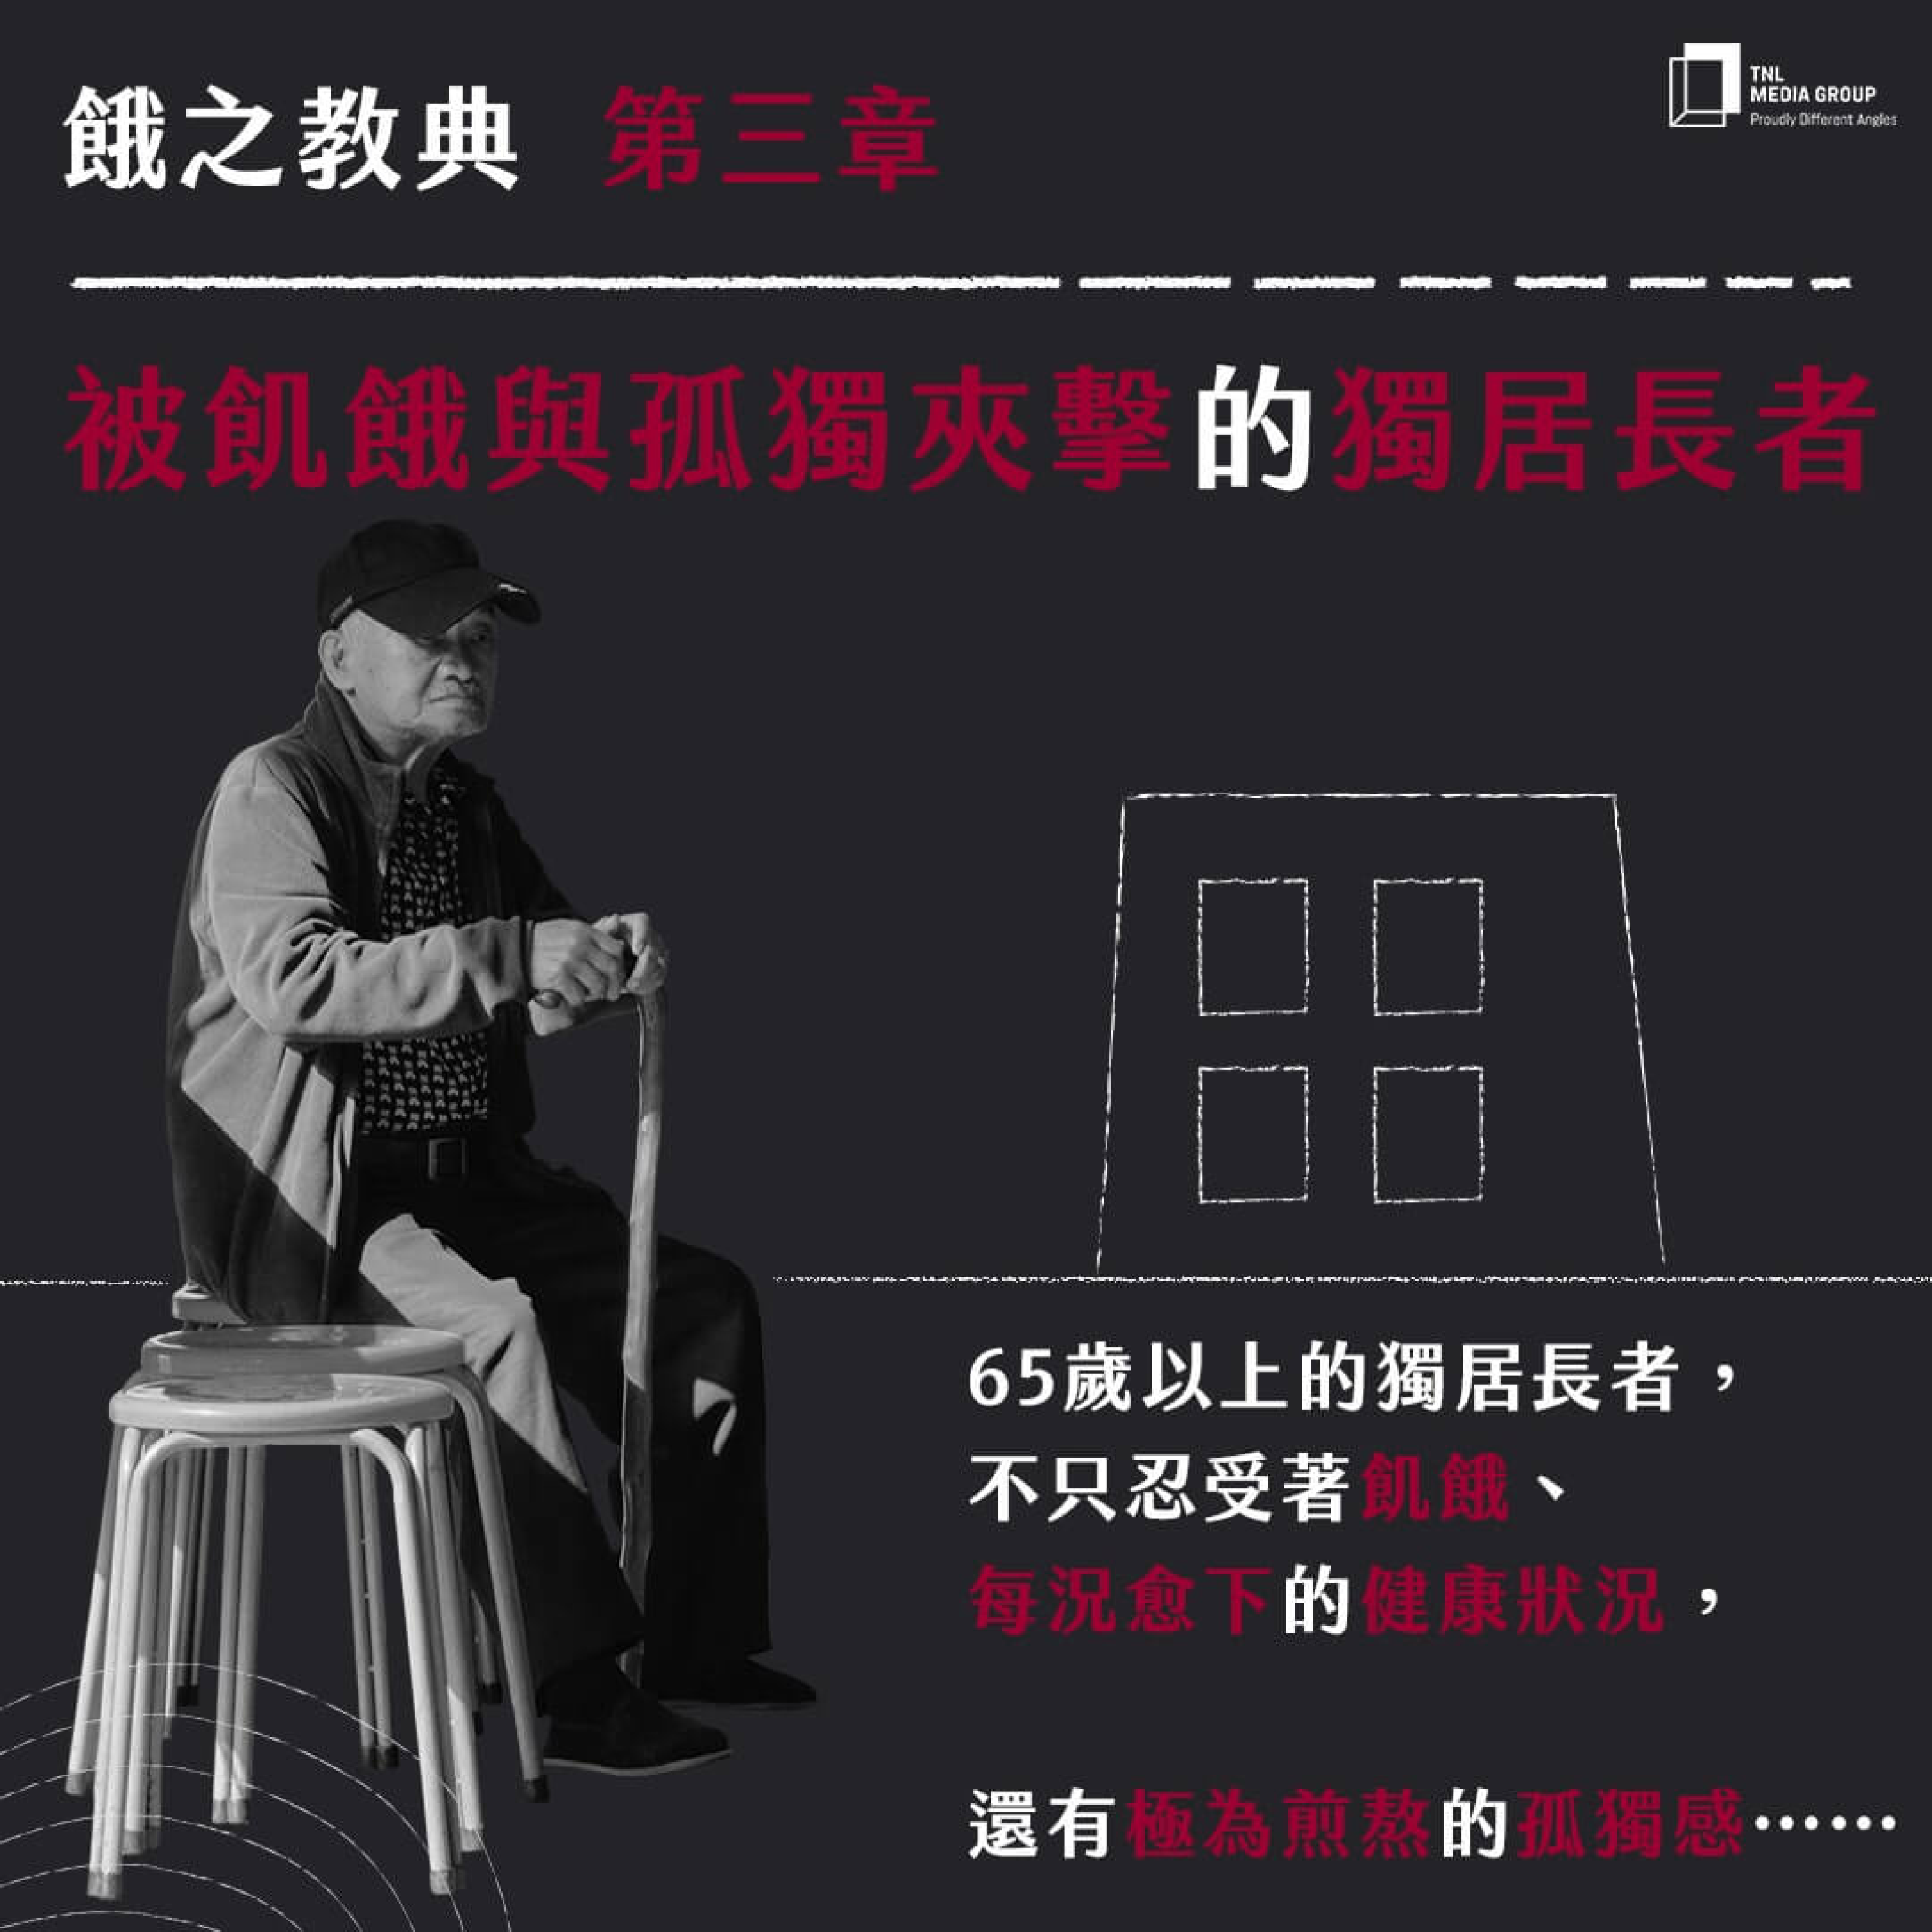 餓之教典 第三章
TNL
MEDIA GROUP
Proudly Different Angles
被飢餓與孤獨夾擊的獨居長者
65歲以上的獨居長者，
不只忍受著飢餓、
每況愈下的健康狀況，
還有極為煎熬的孤獨感……